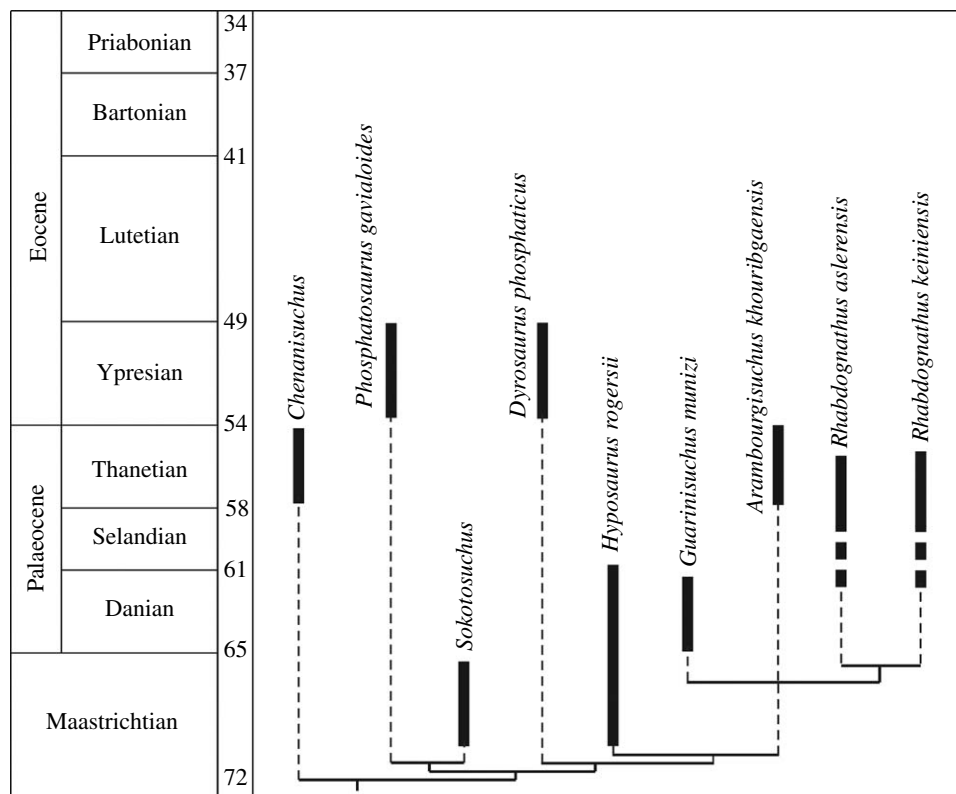 34
Priabonian
37
Bartonian
41
Eocene
Lutetian
49
Ypresian
54
Palaeocene
Thanetian
58
Selandian
61
Danian
65
Maastrichtian
72
Chenanisuchus
Phosphatosaurus gavialoides
Sokotosuchus
Dyrosaurus phosphaticus
Hyposaurus rogersii
Guarinisuchus munizi
Arambourgisuchus khouribgaensis
Rhabdognathus aslerensis
Rhabdognathus keiniensis